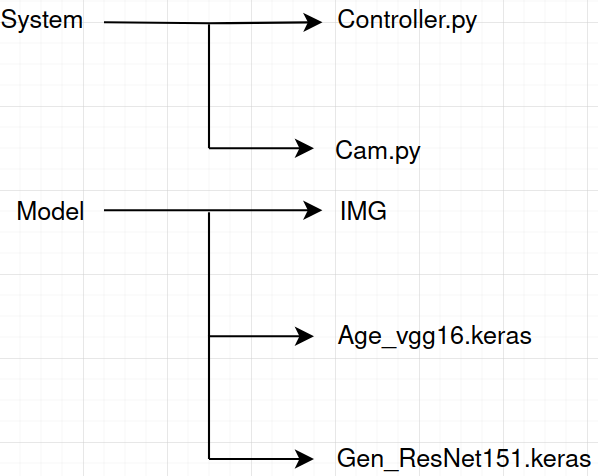 System
Controller.py
Cam.py
Model
IMG
Age_vgg16.keras
Gen_ResNet151.keras